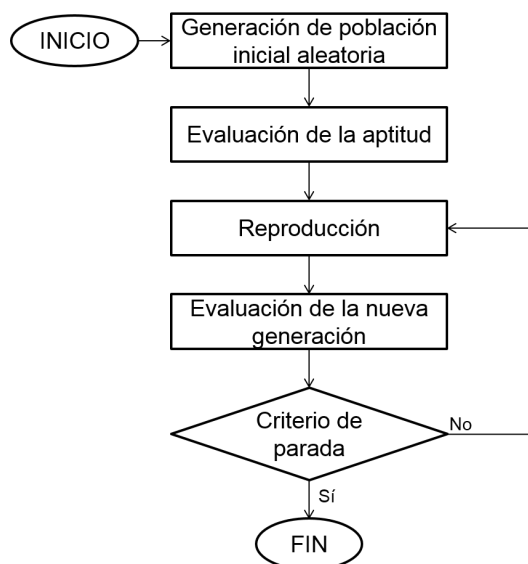 INICIO
Generación de población
inicial aleatoria
Evaluación de la aptitud
Reproducción
Evaluación de la nueva
generación
Criterio de
parada
No
Sí
FIN